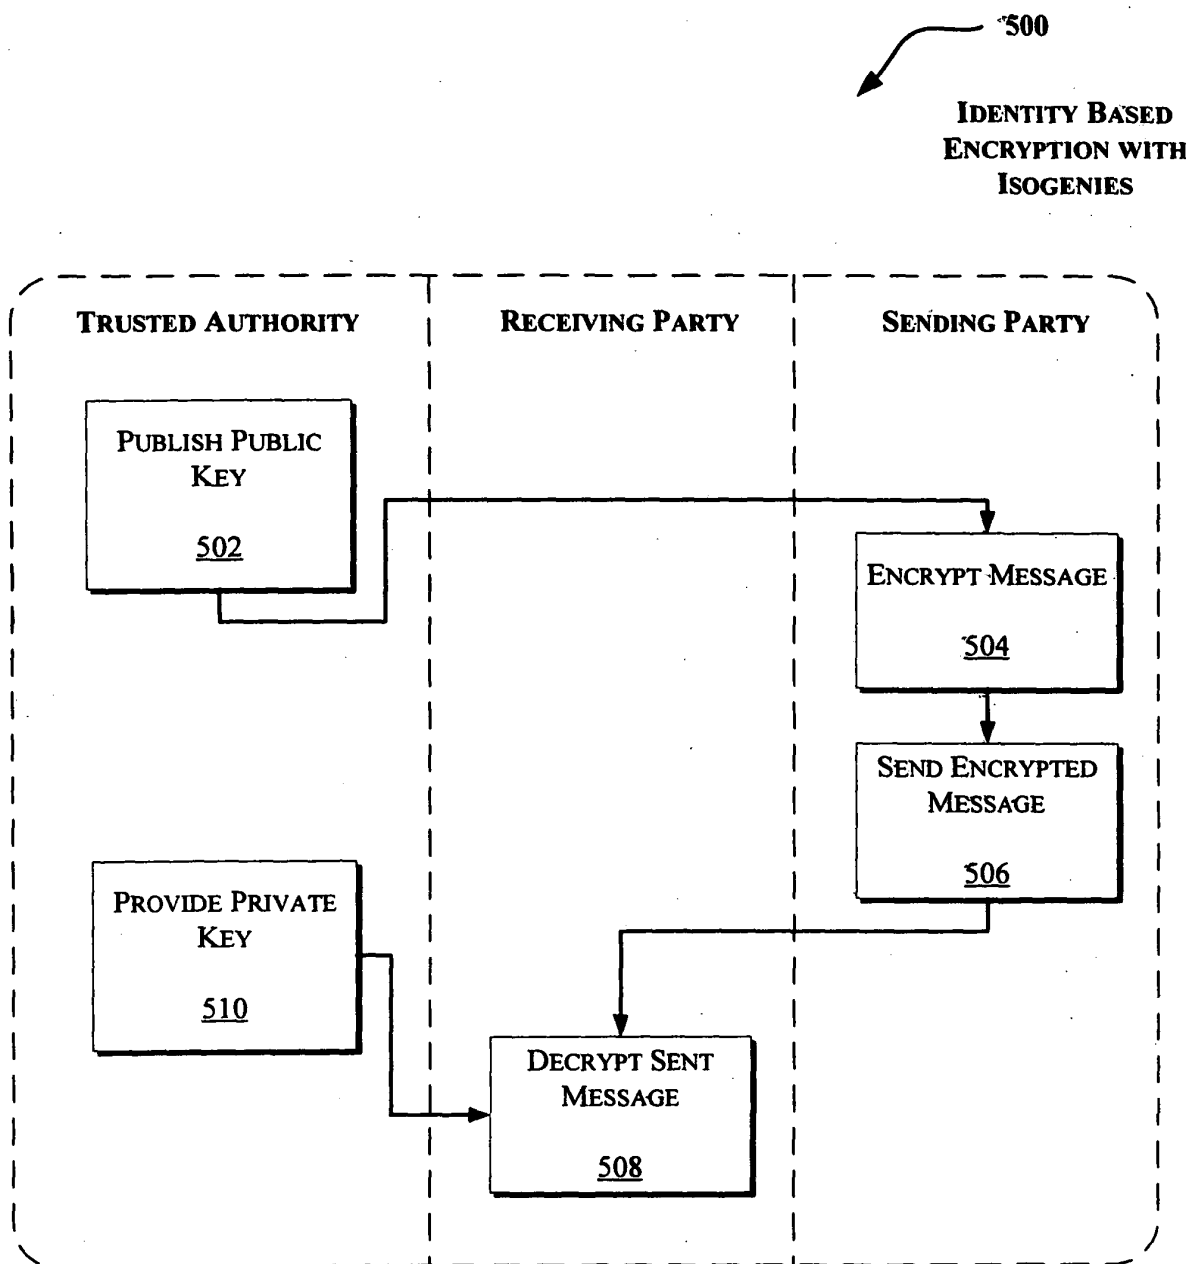 500
IDENTITY BASED
ENCRYPTION WITH
ISOGENIES
TRUSTED AUTHORITY
RECEIVING PARTY
SENDING PARTY
PUBLISH PUBLIC
KEY
502
ENCRYPT MESSAGE
504
SEND ENCRYPTED
MESSAGE
506
PROVIDE PRIVATE
KEY
510
DECRYPT SENT
MESSAGE
508